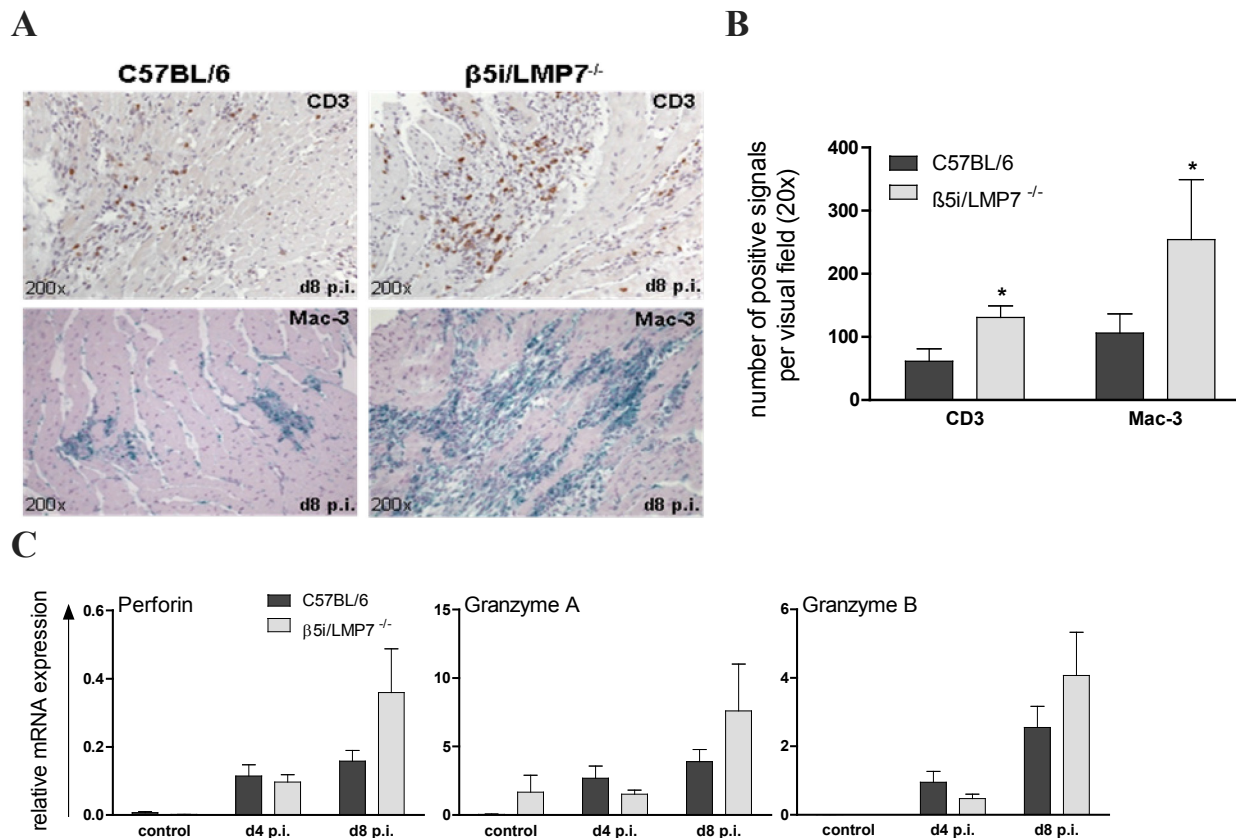 A
C57BL/6
β5i/LMP7-/-
CD3
200x
d8 p.i.
CD3
200x
d8 p.i.
Mac-3
200x
d8 p.i.
Mac-3
200x
d8 p.i.
B
number of positive signals
per visual field (20x)
400
300
200
100
0
C57BL/6
ß5i/LMP7 -/-
*
*
CD3
Mac-3
C
relative mRNA expression
Perforin
C57BL/6
β5i/LMP7 -/-
0.6
0.4
0.2
0.0
control
d4 p.i.
d8 p.i.
Granzyme A
15
10
5
0
control
d4 p.i.
d8 p.i.
Granzyme B
6
4
2
0
control
d4 p.i.
d8 p.i.